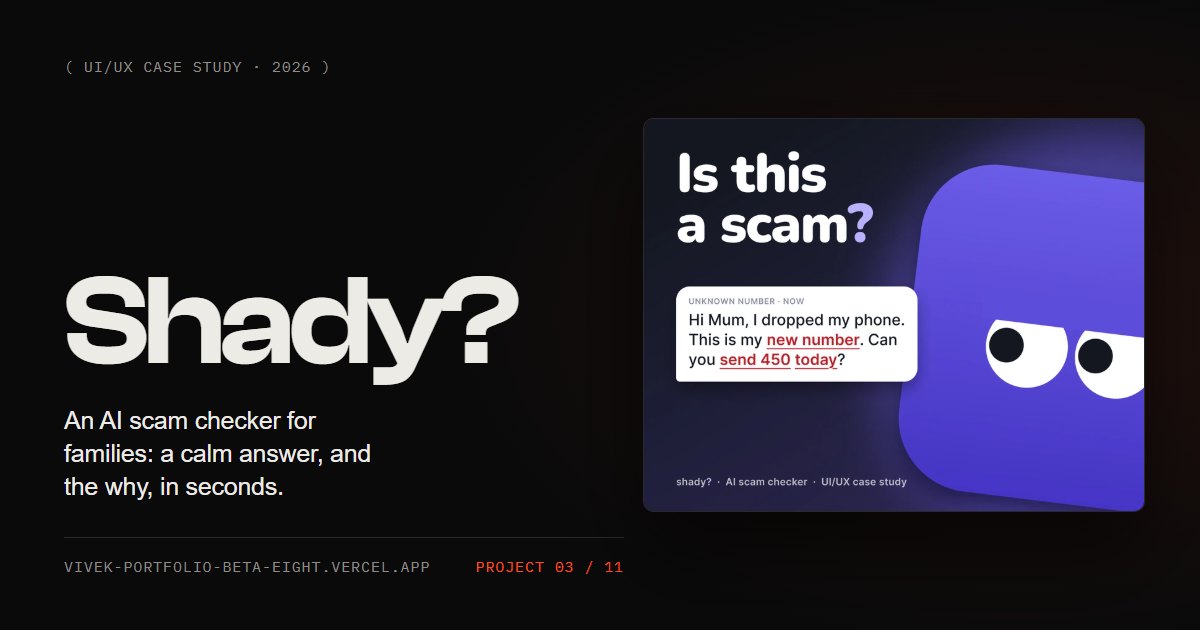 ( UI/UX CASE STUDY · 2026 )
Shady?
An AI scam checker for
families: a calm answer, and
the why, in seconds.
VIVEK-PORTFOLIO-BETA-EIGHT.VERCEL.APP
PROJECT 03 / 11
Is this
a scam?
UNKNOWN NUMBER · NOW
Hi Mum, I dropped my phone.
This is my new number. Can
you send 450 today?
shady? · AI scam checker · UI/UX case study